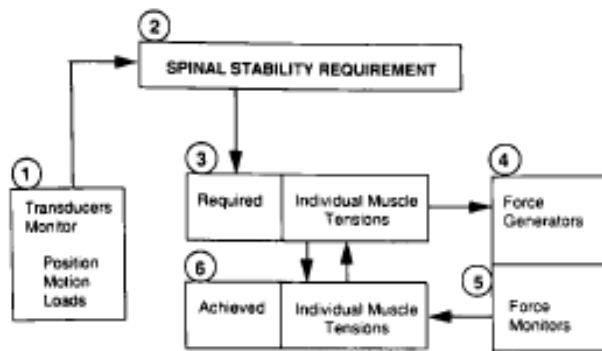 2
SPINAL STABILITY REQUIREMENT
1
Transducers
Monitor
Position
Motion
Loads
3
Required
Individual Muscle
Tensions
4
Force
Generators
6
Achieved
Individual Muscle
Tensions
5
Force
Monitors